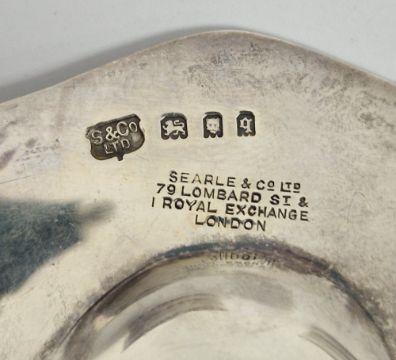 S&Co
LTD
q
SEARLE & Co LTD
79 LOMBARD ST &
1 ROYAL EXCHANGE
LONDON